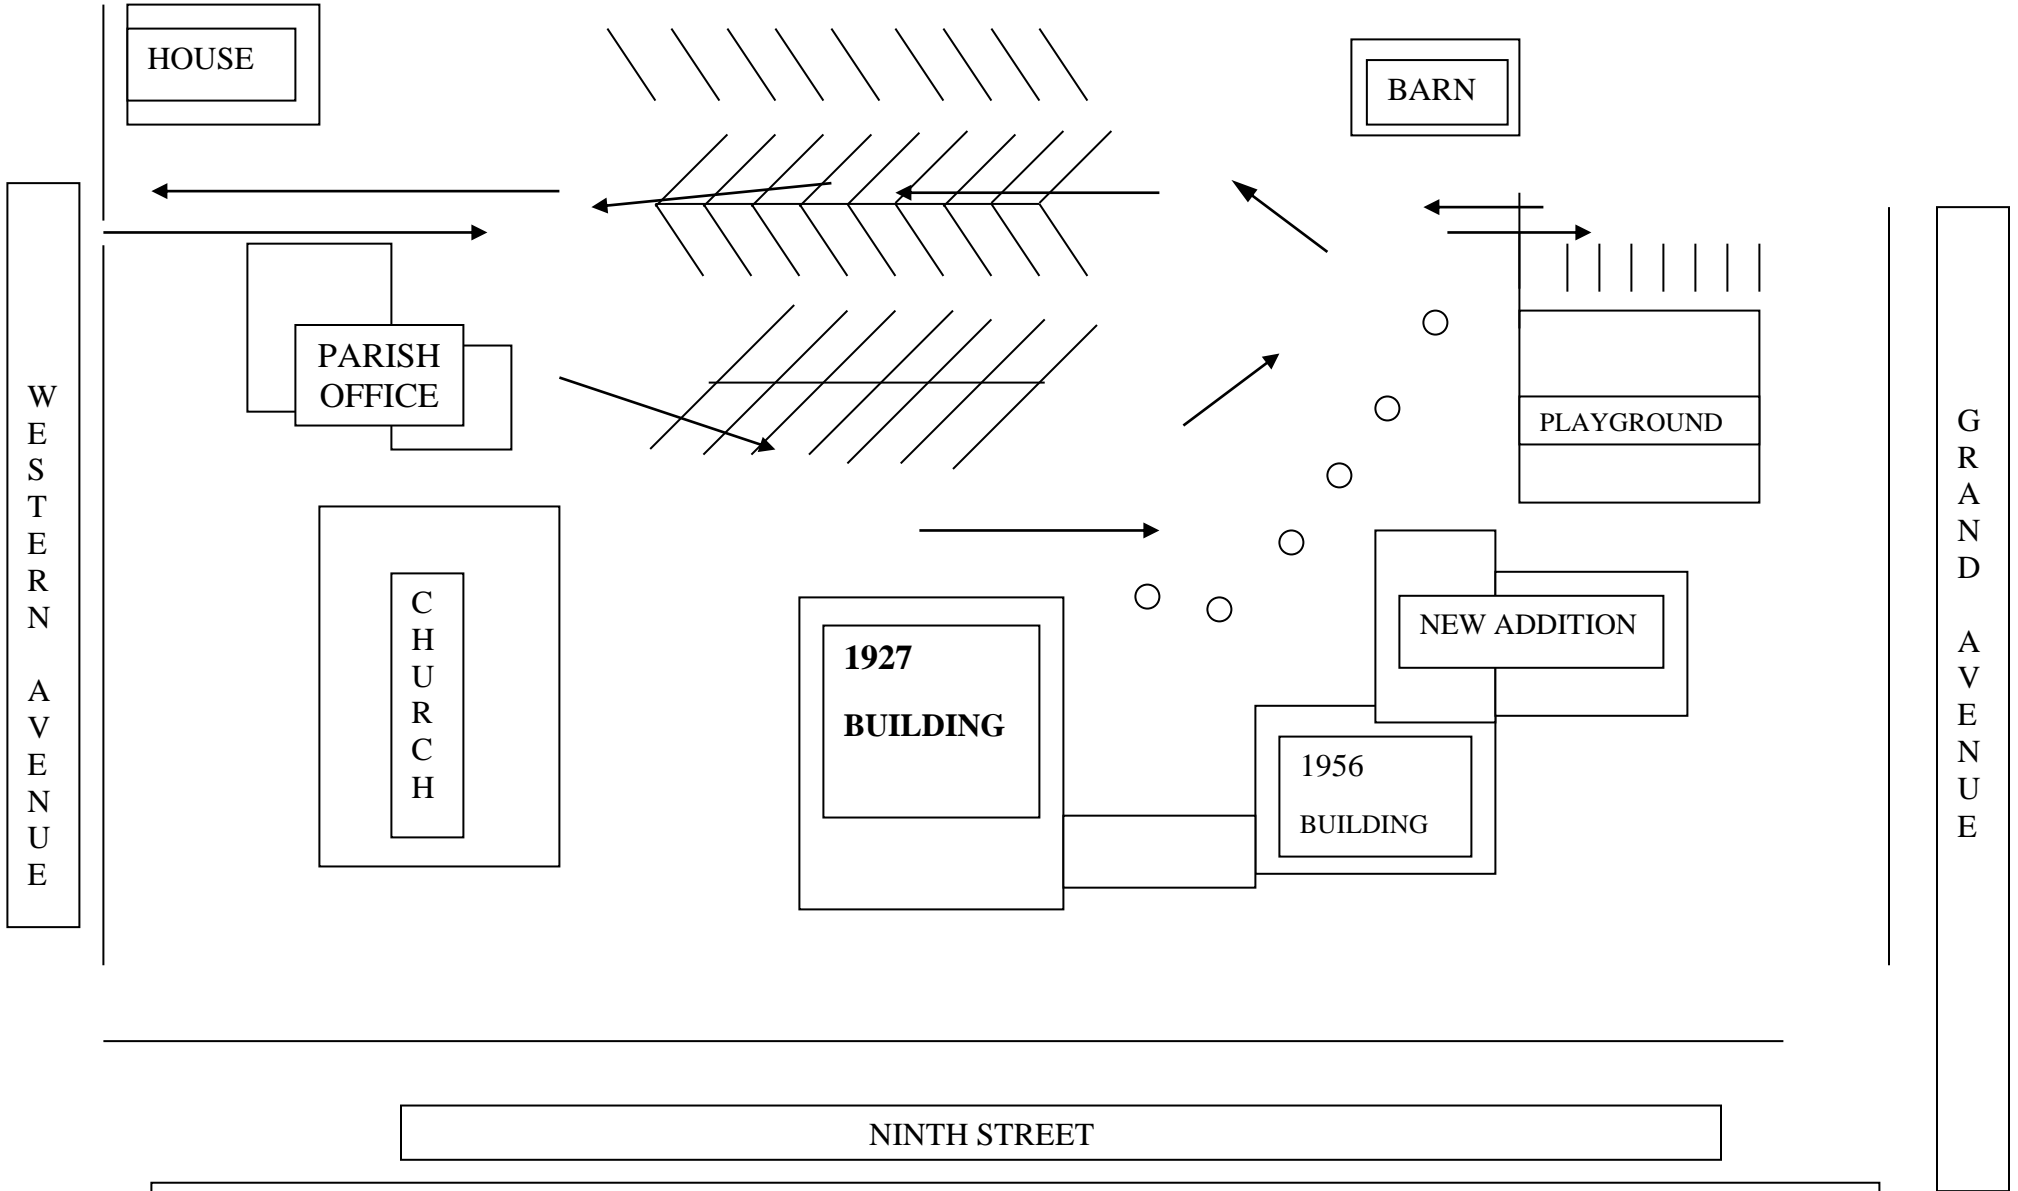 HOUSE
BARN
PARISH
OFFICE
WESTERN AVENUE
PLAYGROUND
GRAND AVENUE
CHURCH
NEW ADDITION
1927
BUILDING
1956
BUILDING
NINTH STREET